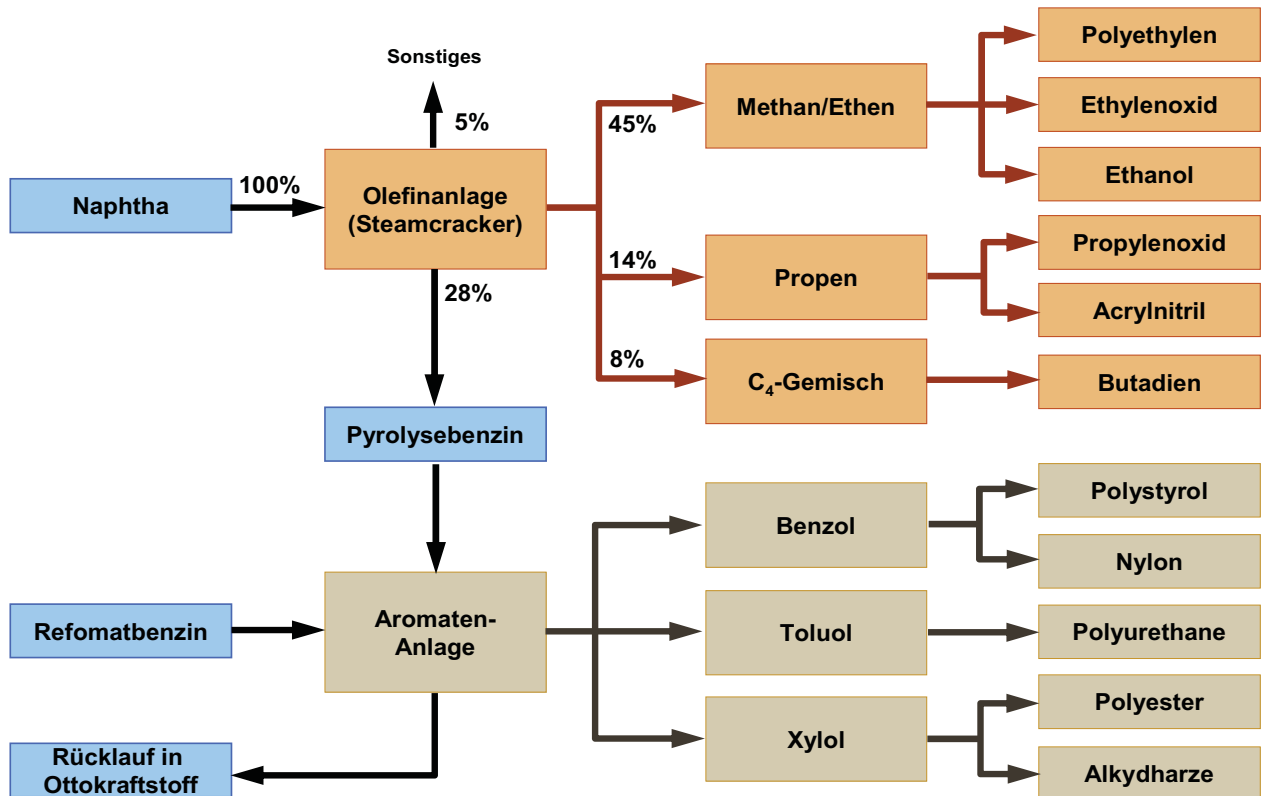 Sonstiges
5%
100%
Naphtha
Olefinanlage
(Steamcracker)
28%
45%
Methan/Ethen
Polyethylen
Ethylenoxid
Ethanol
14%
Propen
Propylenoxid
Acrylnitril
8%
C₄-Gemisch
Butadien
Pyrolysebenzin
Refomatbenzin
Aromaten-
Anlage
Benzol
Polystyrol
Nylon
Toluol
Polyurethane
Xylol
Polyester
Alkydharze
Rücklauf in
Ottokraftstoff